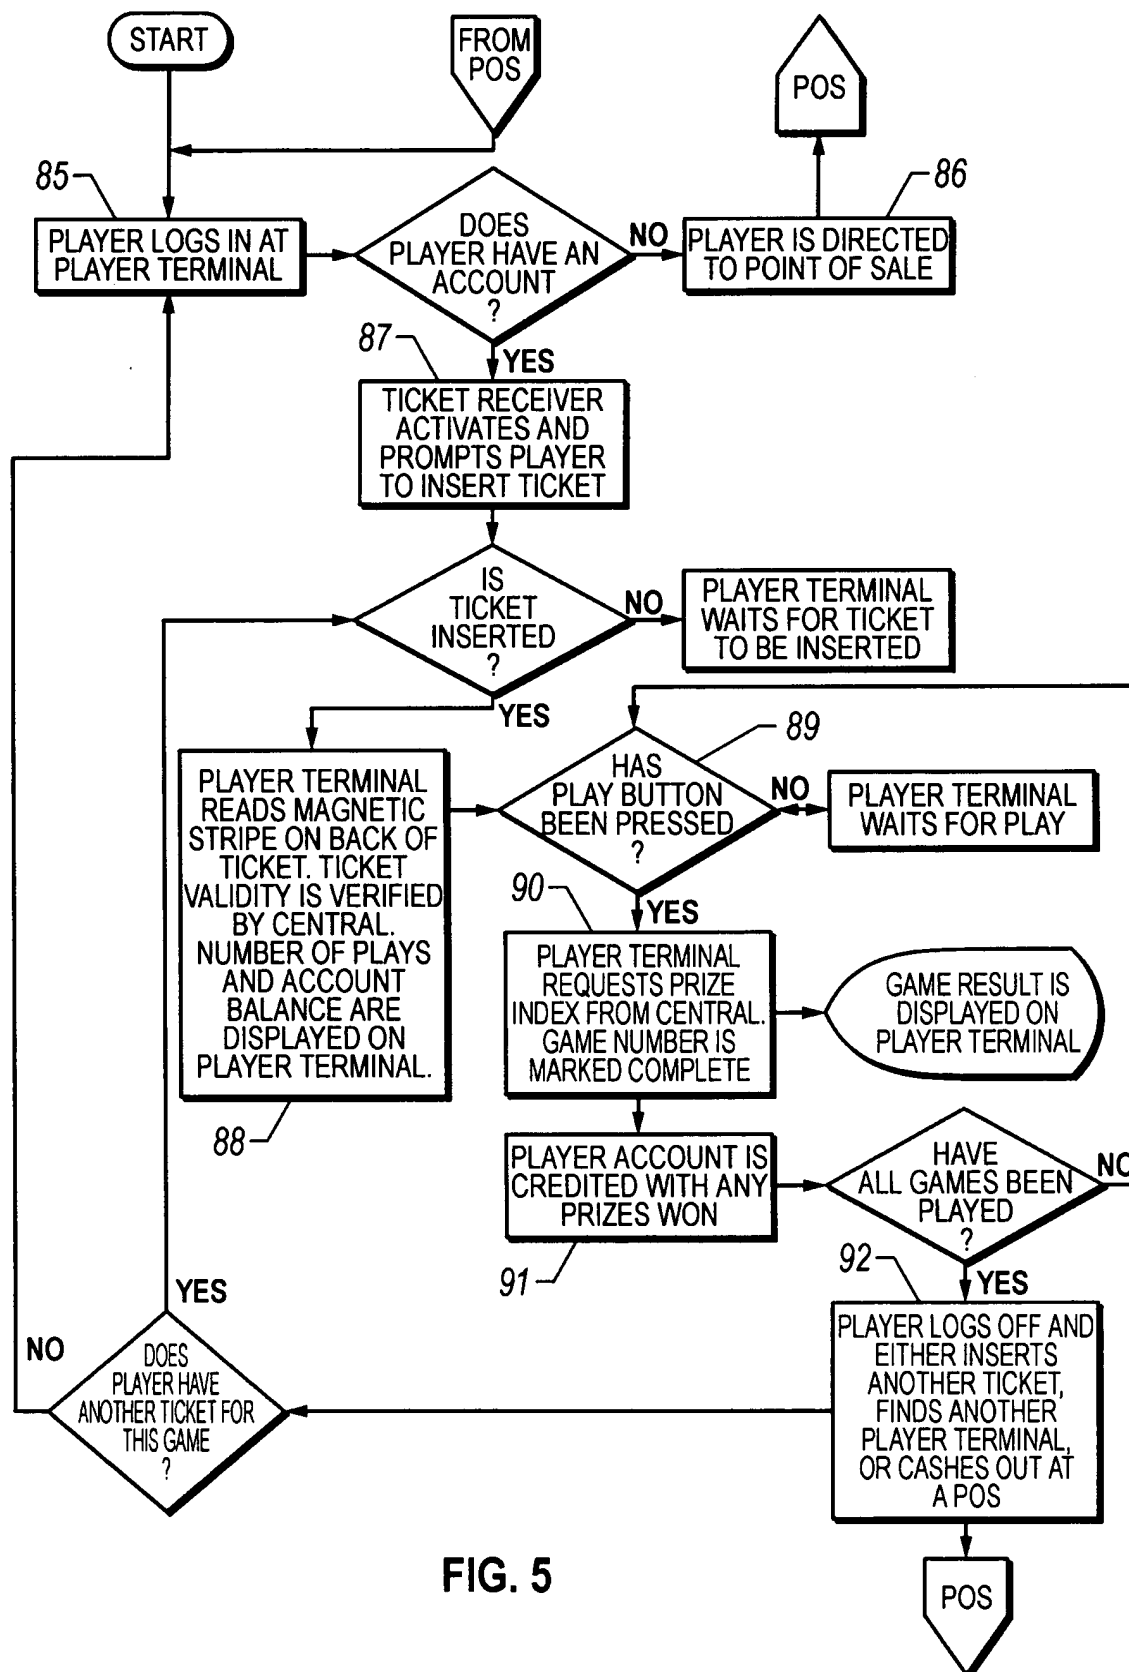 START
FROM
POS
POS
85
86
PLAYER LOGS IN AT
PLAYER TERMINAL
DOES
PLAYER HAVE AN
ACCOUNT
?
NO
PLAYER IS DIRECTED
TO POINT OF SALE
87
YES
TICKET RECEIVER
ACTIVATES AND
PROMPTS PLAYER
TO INSERT TICKET
IS
TICKET
INSERTED
?
NO
PLAYER TERMINAL
WAITS FOR TICKET
TO BE INSERTED
YES
89
PLAYER TERMINAL
READS MAGNETIC
STRIPE ON BACK OF
TICKET. TICKET
VALIDITY IS VERIFIED
BY CENTRAL.
NUMBER OF PLAYS
AND ACCOUNT
BALANCE ARE
DISPLAYED ON
PLAYER TERMINAL.
88
HAS
PLAY BUTTON
BEEN PRESSED
?
NO
PLAYER TERMINAL
WAITS FOR PLAY
90
YES
PLAYER TERMINAL
REQUESTS PRIZE
INDEX FROM CENTRAL.
GAME NUMBER IS
MARKED COMPLETE
GAME RESULT IS
DISPLAYED ON
PLAYER TERMINAL
PLAYER ACCOUNT IS
CREDITED WITH ANY
PRIZES WON
91
HAVE
ALL GAMES BEEN
PLAYED
?
NO
92
YES
PLAYER LOGS OFF AND
EITHER INSERTS
ANOTHER TICKET,
FINDS ANOTHER
PLAYER TERMINAL,
OR CASHES OUT AT
A POS
YES
NO
DOES
PLAYER HAVE
ANOTHER TICKET FOR
THIS GAME
?
POS
FIG. 5